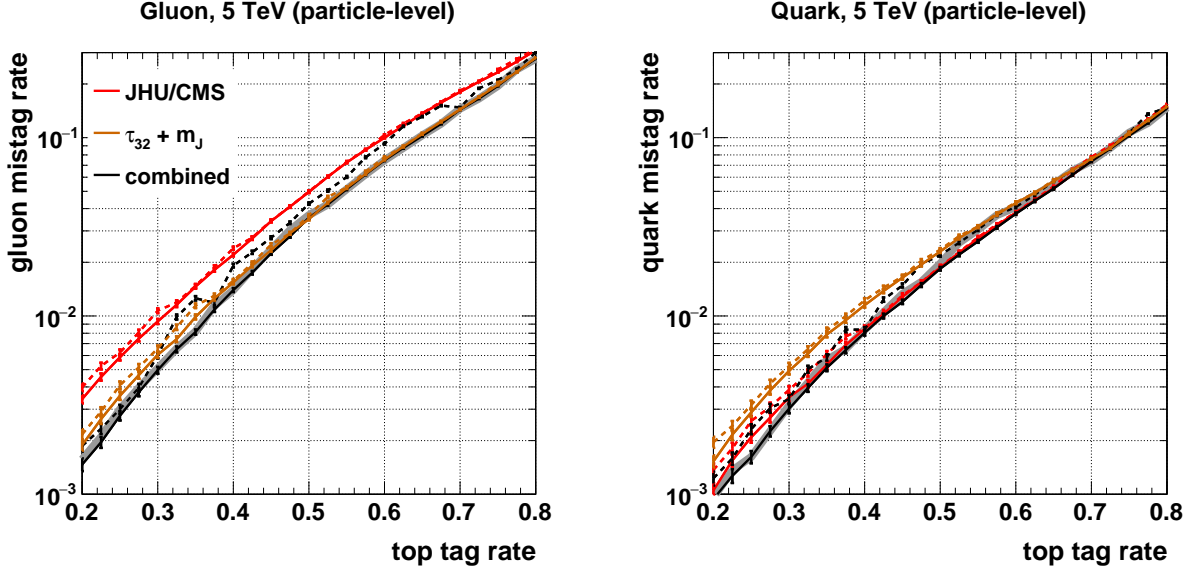 Gluon, 5 TeV (particle-level)
gluon mistag rate
10⁻¹
10⁻²
10⁻³
JHU/CMS
τ₃₂ + m_J
combined
0.2 0.3 0.4 0.5 0.6 0.7 0.8
top tag rate
Quark, 5 TeV (particle-level)
quark mistag rate
10⁻¹
10⁻²
10⁻³
0.2 0.3 0.4 0.5 0.6 0.7 0.8
top tag rate